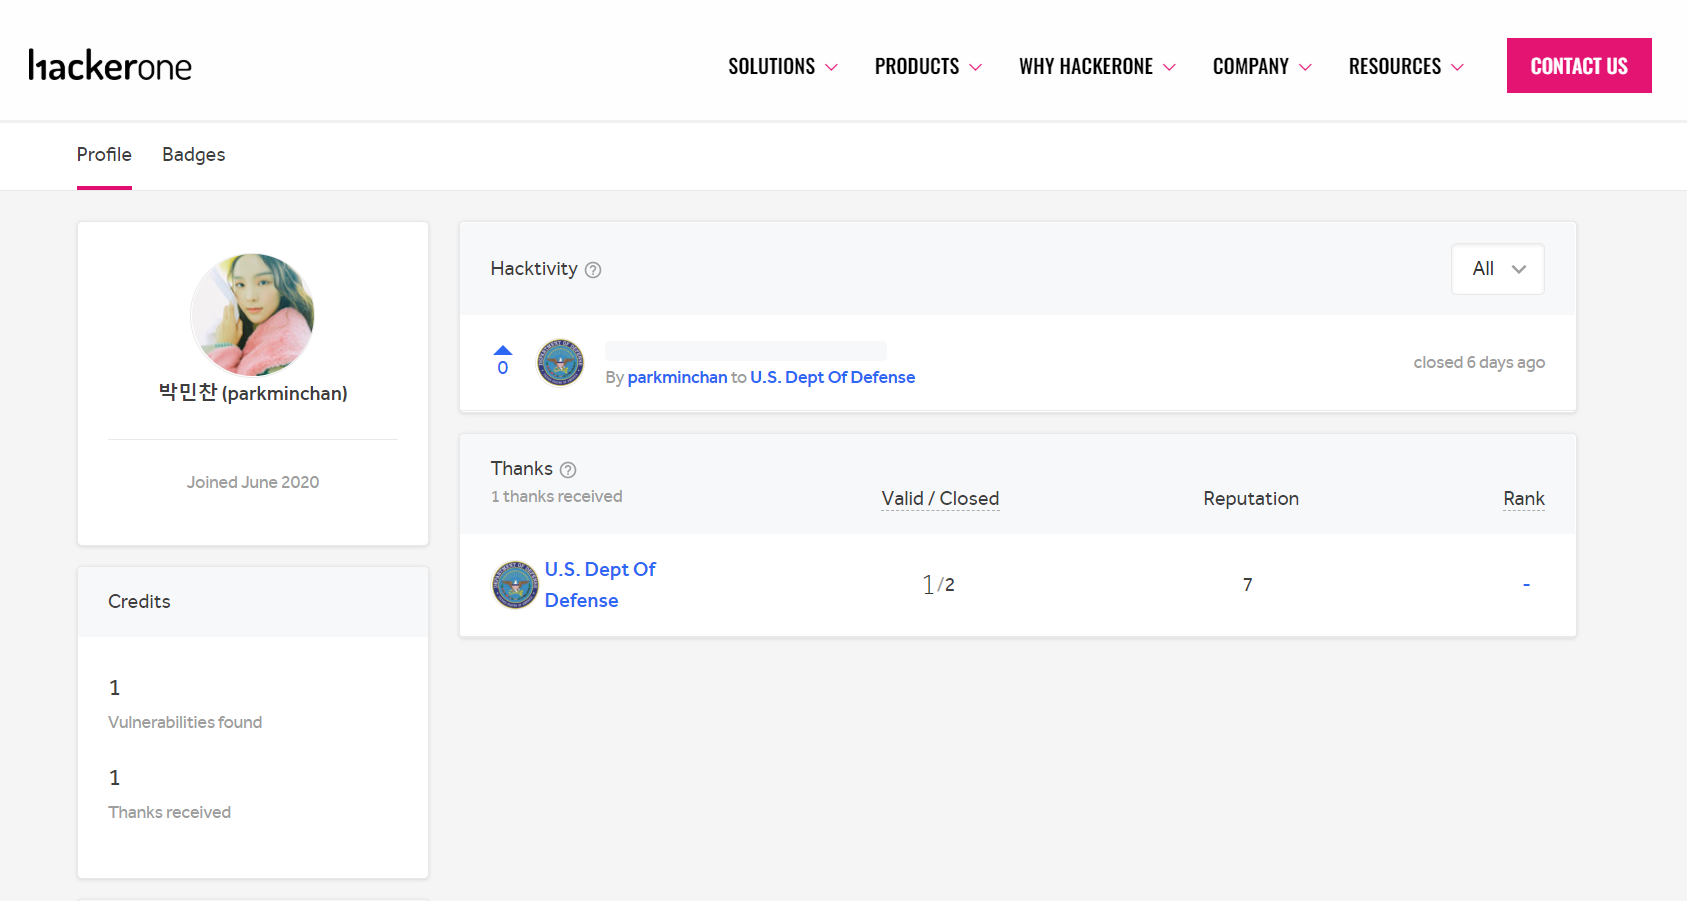 hackerone
SOLUTIONS PRODUCTS WHY HACKERONE COMPANY RESOURCES CONTACT US
Profile Badges
박민찬 (parkminchan)
Joined June 2020
Credits
1
Vulnerabilities found
1
Thanks received
Hacktivity ?
All
0
By parkminchan to U.S. Dept Of Defense
closed 6 days ago
Thanks ?
1 thanks received
Valid / Closed Reputation Rank
U.S. Dept Of
Defense
1/2 7 -